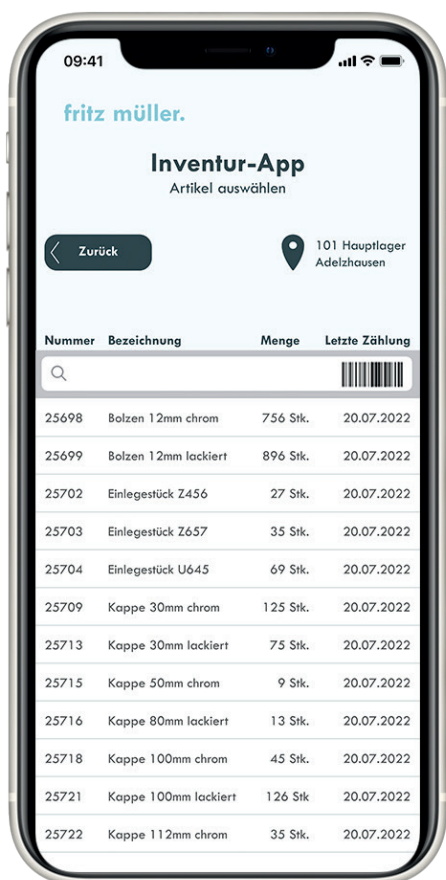 09:41
fritz müller.
Inventur-App
Artikel auswählen
Zurück
101 Hauptlager
Adelzhausen
Nummer Bezeichnung Menge Letzte Zählung
25698 Bolzen 12mm chrom 756 Stk. 20.07.2022
25699 Bolzen 12mm lackiert 896 Stk. 20.07.2022
25702 Einlegestück Z456 27 Stk. 20.07.2022
25703 Einlegestück Z657 35 Stk. 20.07.2022
25704 Einlegestück U645 69 Stk. 20.07.2022
25709 Kappe 30mm chrom 125 Stk. 20.07.2022
25713 Kappe 30mm lackiert 75 Stk. 20.07.2022
25715 Kappe 50mm chrom 9 Stk. 20.07.2022
25716 Kappe 80mm lackiert 13 Stk. 20.07.2022
25718 Kappe 100mm chrom 45 Stk. 20.07.2022
25721 Kappe 100mm lackiert 126 Stk 20.07.2022
25722 Kappe 112mm chrom 35 Stk. 20.07.2022